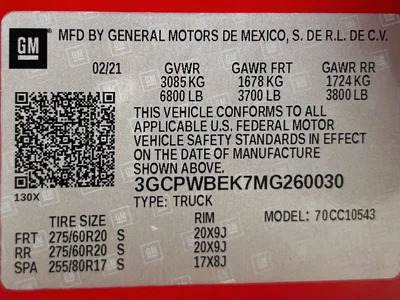 GM MFD BY GENERAL MOTORS DE MEXICO, S. DE R.L. DE C.V.
02/21 GVWR GAWR FRT GAWR RR
3085 KG 1678 KG 1724 KG
6800 LB 3700 LB 3800 LB
THIS VEHICLE CONFORMS TO ALL
APPLICABLE U.S. FEDERAL MOTOR
VEHICLE SAFETY STANDARDS IN EFFECT
ON THE DATE OF MANUFACTURE
SHOWN ABOVE.
3GCPWBEK7MG260030
130X TYPE: TRUCK
TIRE SIZE RIM MODEL: 70CC10543
FRT 275/60R20 S 20X9J
RR 275/60R20 S 20X9J
SPA 255/80R17 S 17X8J